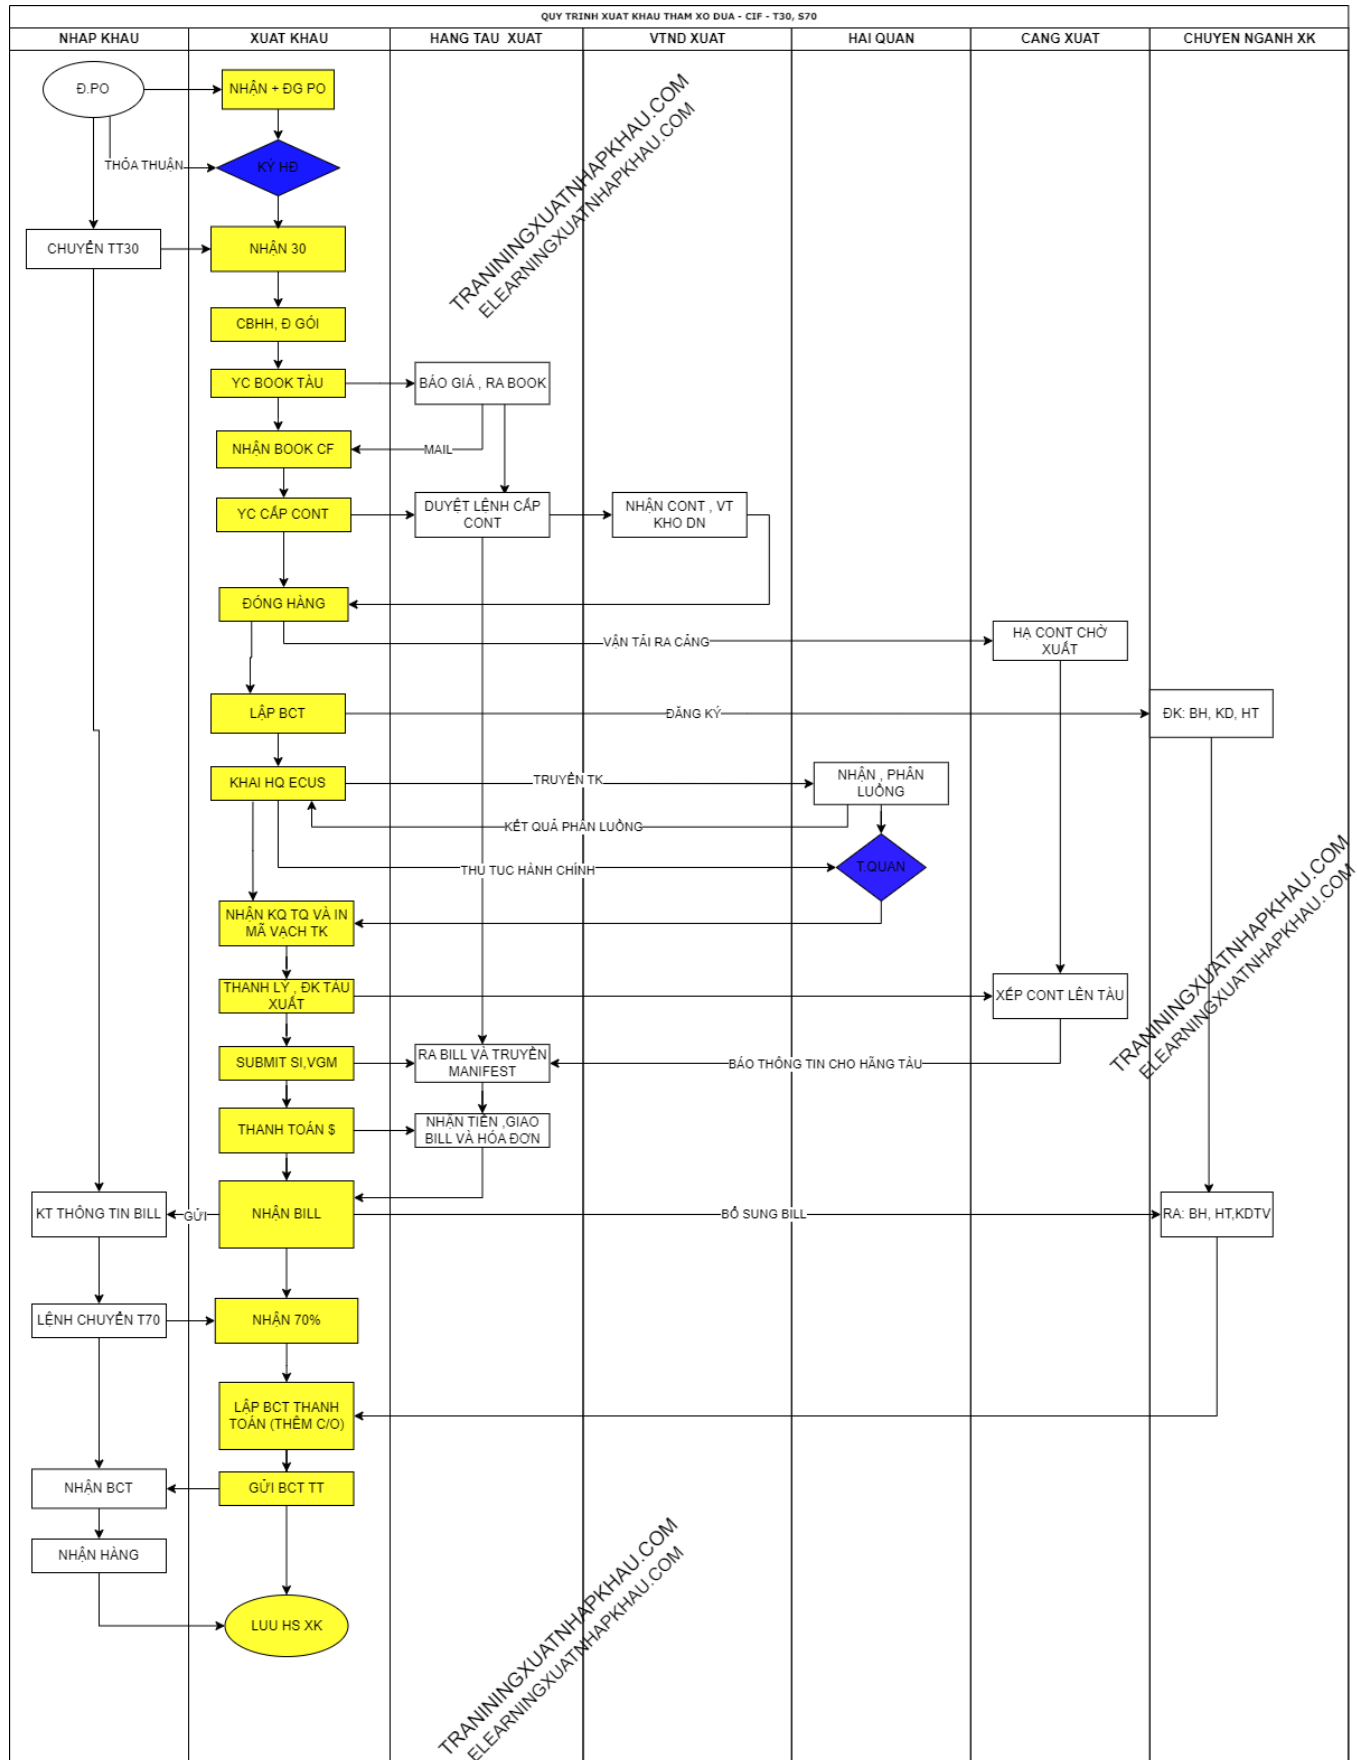 QUY TRINH XUAT KHAU THAM XO DUA - CIF - T30, S70
NHAP KHAU
XUAT KHAU
HANG TAU XUAT
VTND XUAT
HAI QUAN
CANG XUAT
CHUYEN NGANH XK
Đ.PO
NHẬN + ĐG PO
THỎA THUẬN
KÝ HĐ
CHUYỂN TT30
NHẬN 30
CBHH, Đ GÓI
YC BOOK TÀU
BÁO GIÁ , RA BOOK
NHẬN BOOK CF
MAIL
YC CẤP CONT
DUYỆT LỆNH CẤP
CONT
NHẬN CONT , VT
KHO DN
ĐÓNG HÀNG
VẬN TẢI RA CẢNG
HẠ CONT CHỜ
XUẤT
LẬP BCT
ĐĂNG KÝ
ĐK: BH, KD, HT
KHAI HQ ECUS
TRUYỀN TK
NHẬN , PHÂN
LUỒNG
KẾT QUẢ PHÂN LUỒNG
THU TUC HÀNH CHÍNH
T.QUAN
NHẬN KQ TQ VÀ IN
MÃ VẠCH TK
THANH LÝ , ĐK TÀU
XUẤT
XẾP CONT LÊN TÀU
SUBMIT SI,VGM
RA BILL VÀ TRUYỀN
MANIFEST
BÁO THÔNG TIN CHO HÃNG TÀU
THANH TOÁN $
NHẬN TIỀN ,GIAO
BILL VÀ HÓA ĐƠN
KT THÔNG TIN BILL
GỬI
NHẬN BILL
BỔ SUNG BILL
RA: BH, HT,KDTV
LỆNH CHUYỂN T70
NHẬN 70%
LẬP BCT THANH
TOÁN (THÊM C/O)
NHẬN BCT
GỬI BCT TT
NHẬN HÀNG
LUU HS XK
TRANININGXUATNHAPKHAU.COM
ELEARNINGXUATNHAPKHAU.COM
TRANININGXUATNHAPKHAU.COM
ELEARNINGXUATNHAPKHAU.COM
TRANININGXUATNHAPKHAU.COM
ELEARNINGXUATNHAPKHAU.COM